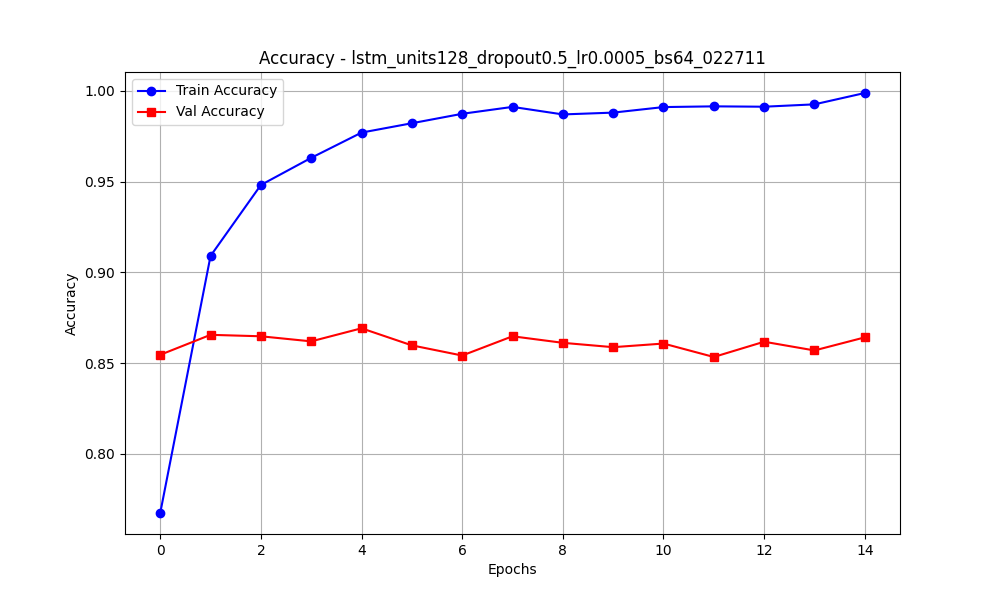 Accuracy - lstm_units128_dropout0.5_lr0.0005_bs64_022711
Train Accuracy
Val Accuracy
1.00
0.95
0.90
0.85
0.80
Accuracy
0 2 4 6 8 10 12 14
Epochs